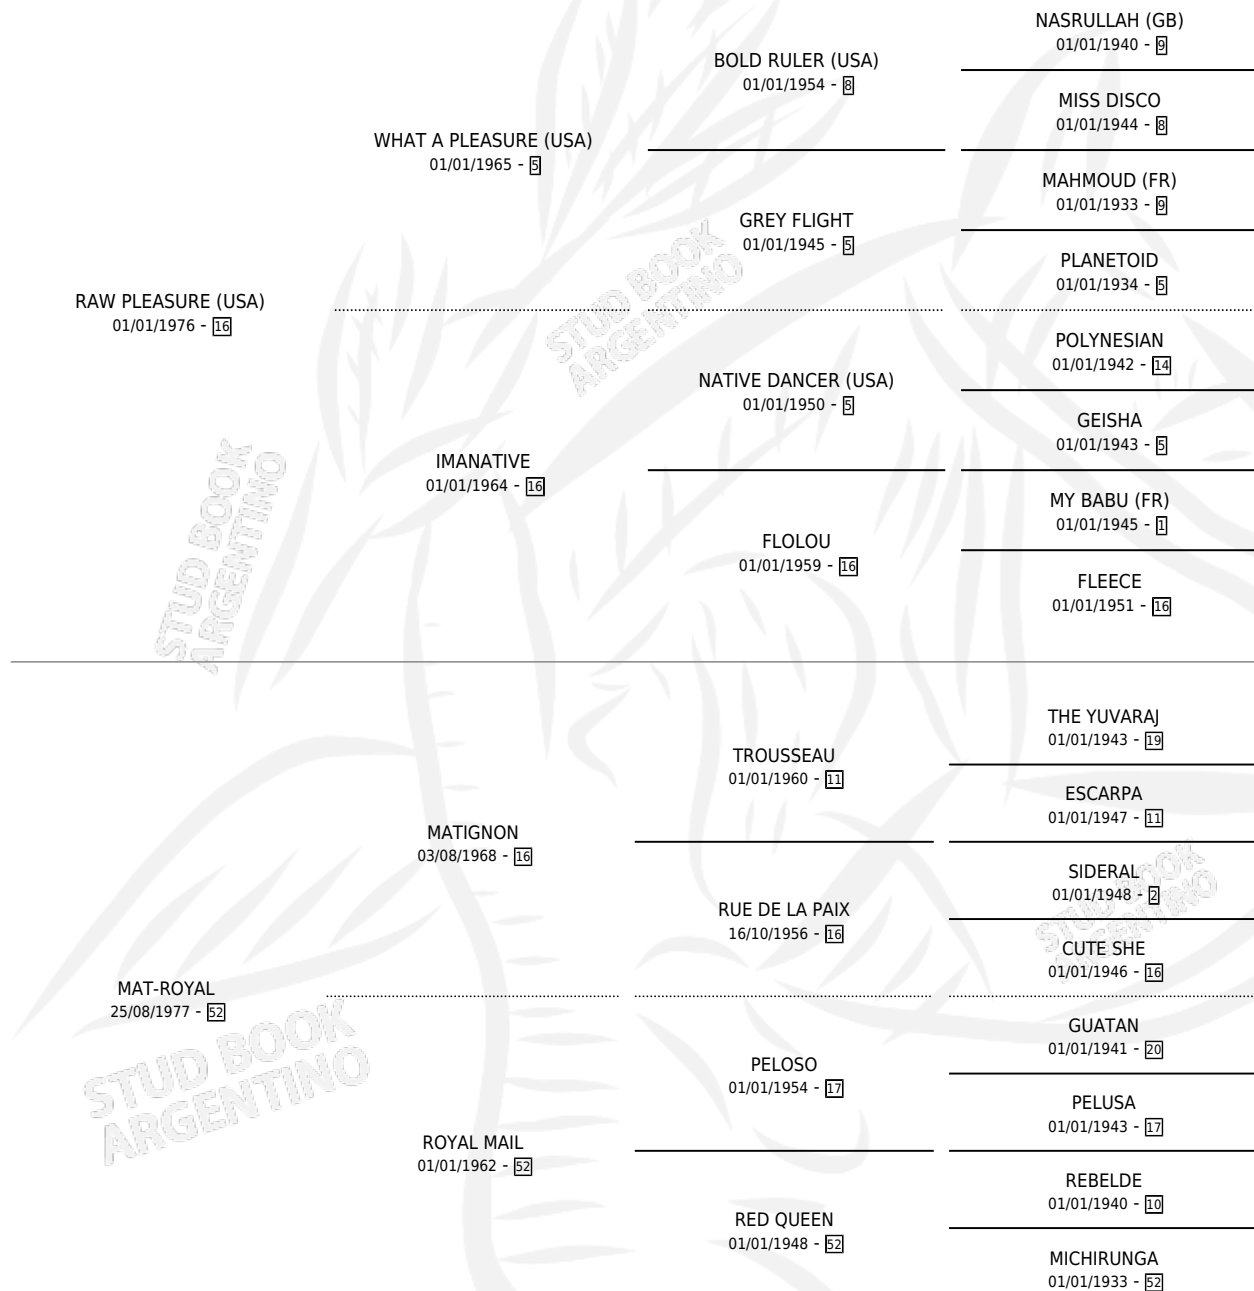 NASRULLAH (GB)
01/01/1940 - 9
BOLD RULER (USA)
01/01/1954 - 8
MISS DISCO
01/01/1944 - 8
WHAT A PLEASURE (USA)
01/01/1965 - 5
MAHMOUD (FR)
01/01/1933 - 9
GREY FLIGHT
01/01/1945 - 5
PLANETOID
01/01/1934 - 5
RAW PLEASURE (USA)
01/01/1976 - 16
POLYNESIAN
01/01/1942 - 14
NATIVE DANCER (USA)
01/01/1950 - 5
GEISHA
01/01/1943 - 5
IMANATIVE
01/01/1964 - 16
MY BABU (FR)
01/01/1945 - 1
FLOLOU
01/01/1959 - 16
FLEECE
01/01/1951 - 16
THE YUVARAJ
01/01/1943 - 19
TROUSSEAU
01/01/1960 - 11
ESCARPA
01/01/1947 - 11
MATIGNON
03/08/1968 - 16
SIDERAL
01/01/1948 - 2
RUE DE LA PAIX
16/10/1956 - 16
CUTE SHE
01/01/1946 - 16
MAT-ROYAL
25/08/1977 - 52
GUATAN
01/01/1941 - 20
PELOSO
01/01/1954 - 17
PELUSA
01/01/1943 - 17
ROYAL MAIL
01/01/1962 - 52
REBELDE
01/01/1940 - 10
RED QUEEN
01/01/1948 - 52
MICHIRUNGA
01/01/1933 - 52
STUD BOOK
ARGENTINO
STUD BOOK
ARGENTINO
STUD BOOK
ARGENTINO
STUD BOOK
ARGENTINO